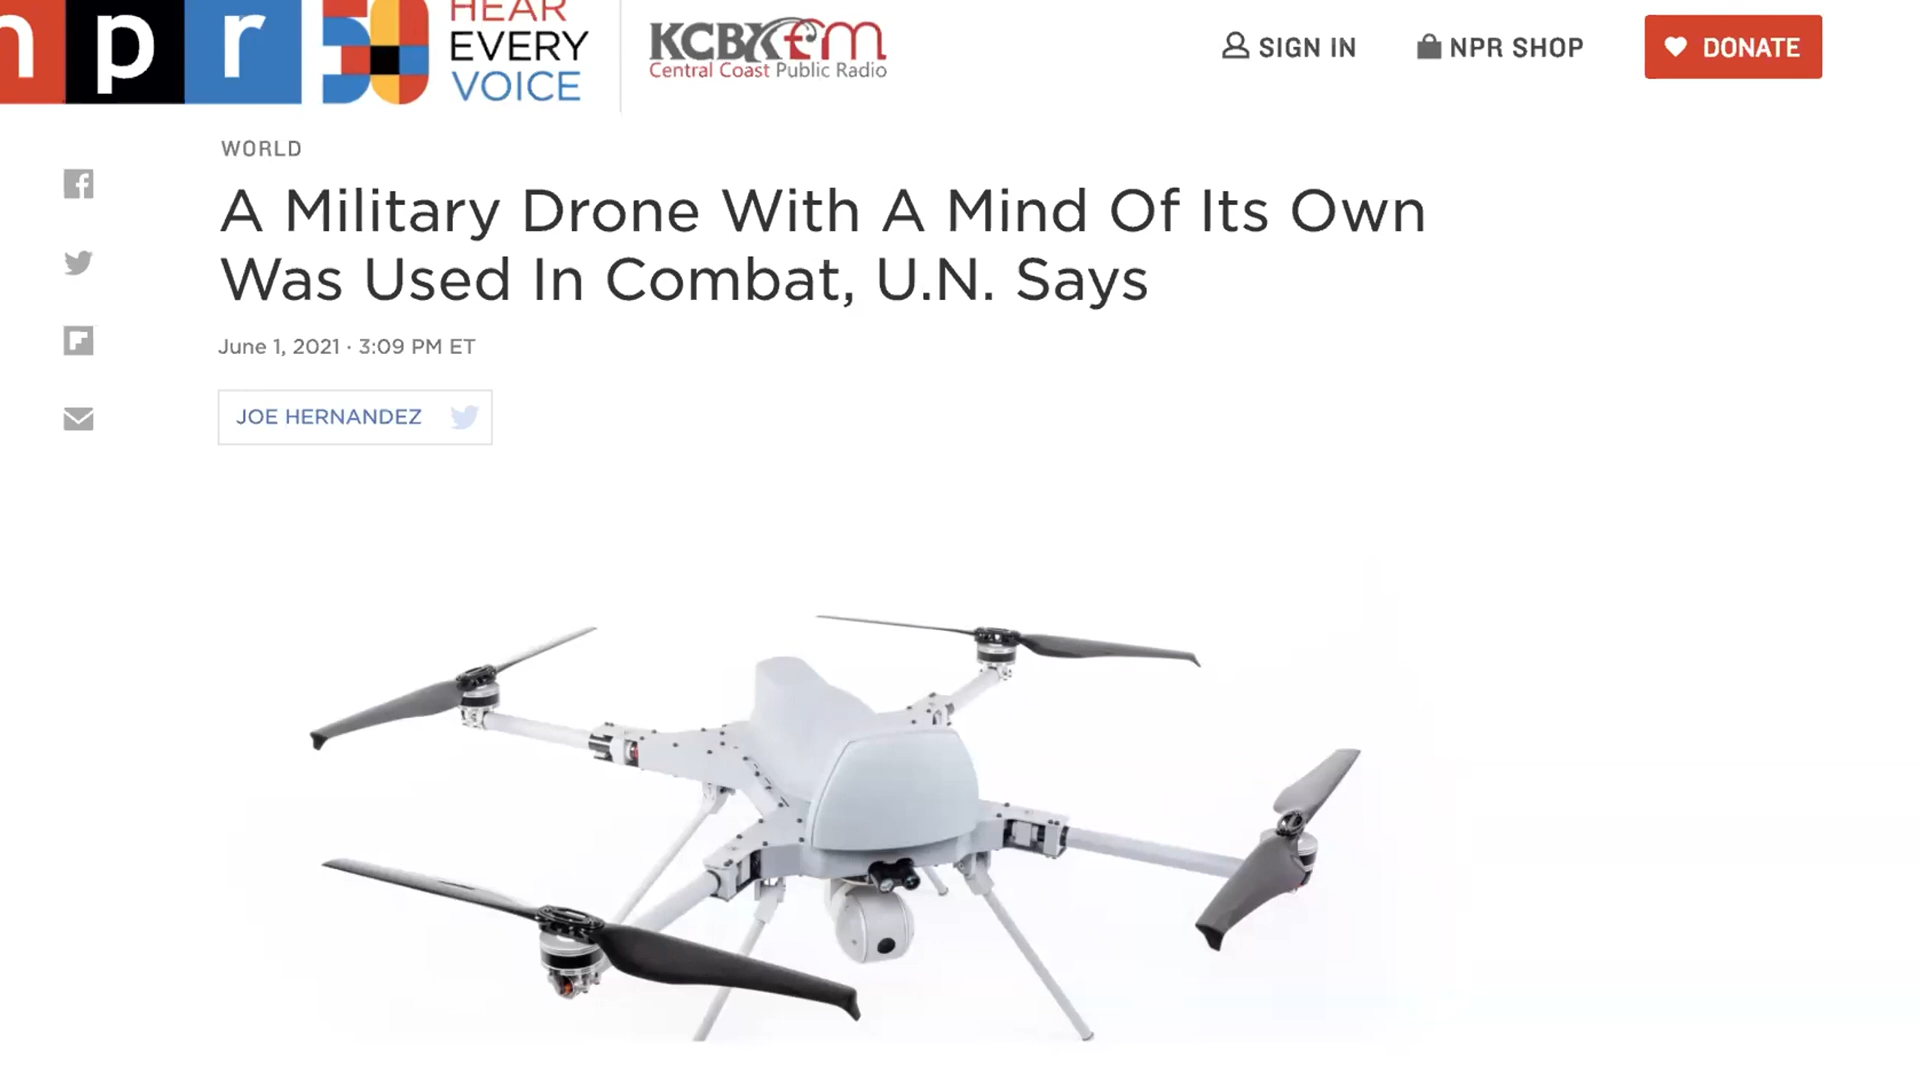 npr
50
HEAR
EVERY
VOICE
KCBX fm
Central Coast Public Radio
SIGN IN
NPR SHOP
DONATE
WORLD
A Military Drone With A Mind Of Its Own
Was Used In Combat, U.N. Says
June 1, 2021 · 3:09 PM ET
JOE HERNANDEZ